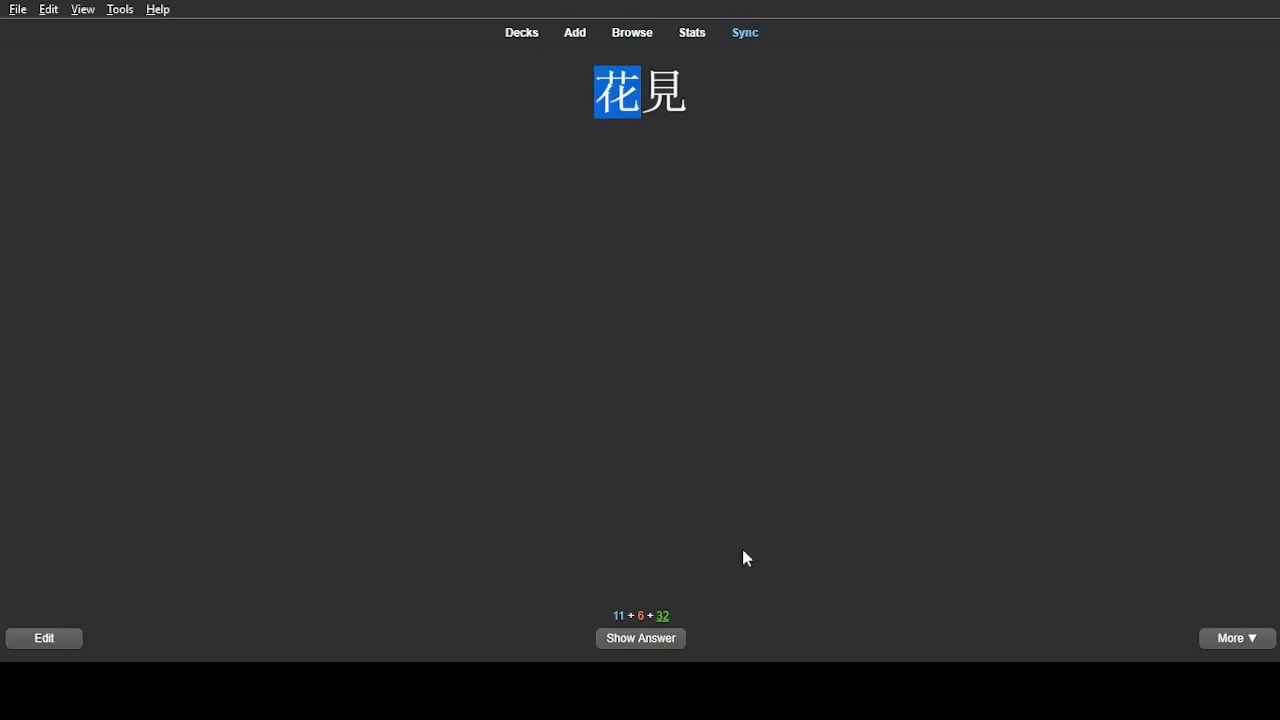 File Edit View Tools Help
Decks Add Browse Stats Sync
花見
11 + 6 + 32
Edit Show Answer More ▼